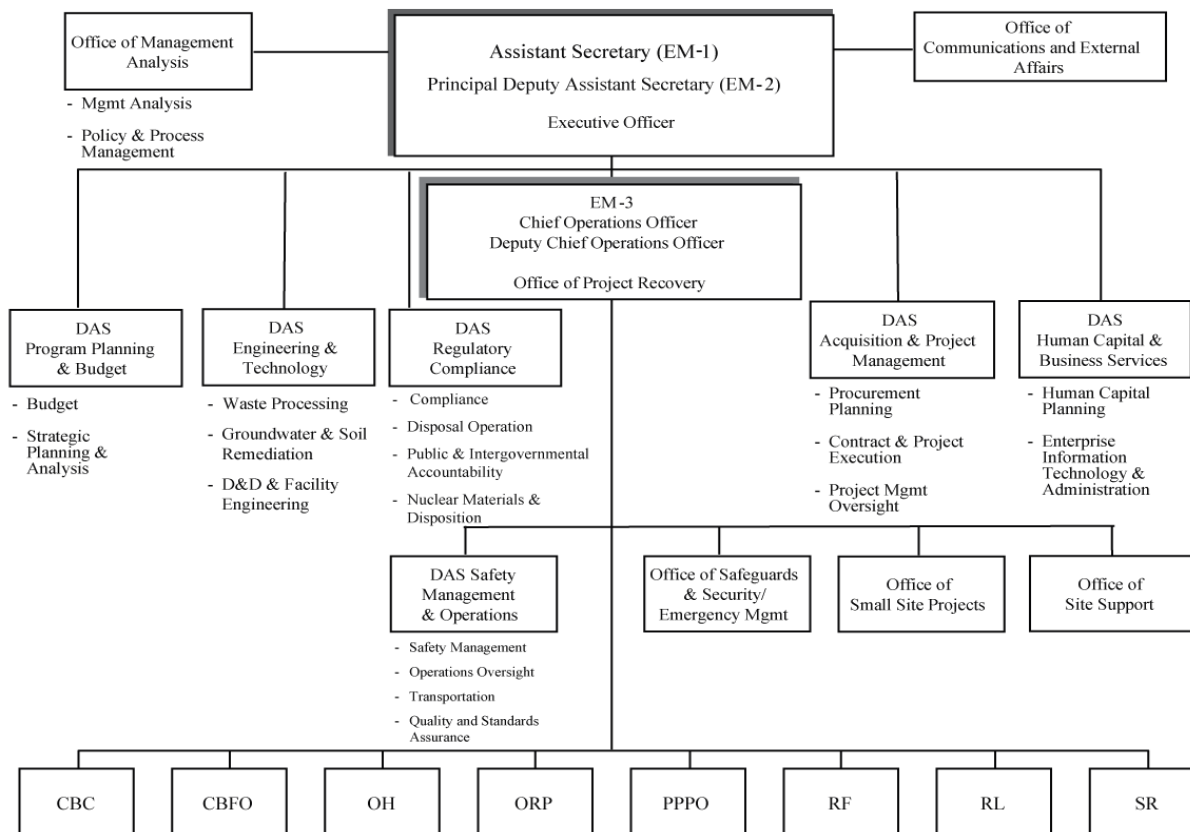 Office of Management
Analysis
- Mgmt Analysis
- Policy & Process
Management
Assistant Secretary (EM-1)
Principal Deputy Assistant Secretary (EM-2)
Executive Officer
Office of
Communications and External
Affairs
EM-3
Chief Operations Officer
Deputy Chief Operations Officer
Office of Project Recovery
DAS
Program Planning
& Budget
- Budget
- Strategic
Planning &
Analysis
DAS
Engineering &
Technology
- Waste Processing
- Groundwater & Soil
Remediation
- D&D & Facility
Engineering
DAS
Regulatory
Compliance
- Compliance
- Disposal Operation
- Public & Intergovernmental
Accountability
- Nuclear Materials &
Disposition
DAS
Acquisition & Project
Management
- Procurement
Planning
- Contract & Project
Execution
- Project Mgmt
Oversight
DAS
Human Capital &
Business Services
- Human Capital
Planning
- Enterprise
Information
Technology &
Administration
DAS Safety
Management
& Operations
- Safety Management
- Operations Oversight
- Transportation
- Quality and Standards
Assurance
Office of Safeguards
& Security/
Emergency Mgmt
Office of
Small Site Projects
Office of
Site Support
CBC
CBFO
OH
ORP
PPPO
RF
RL
SR